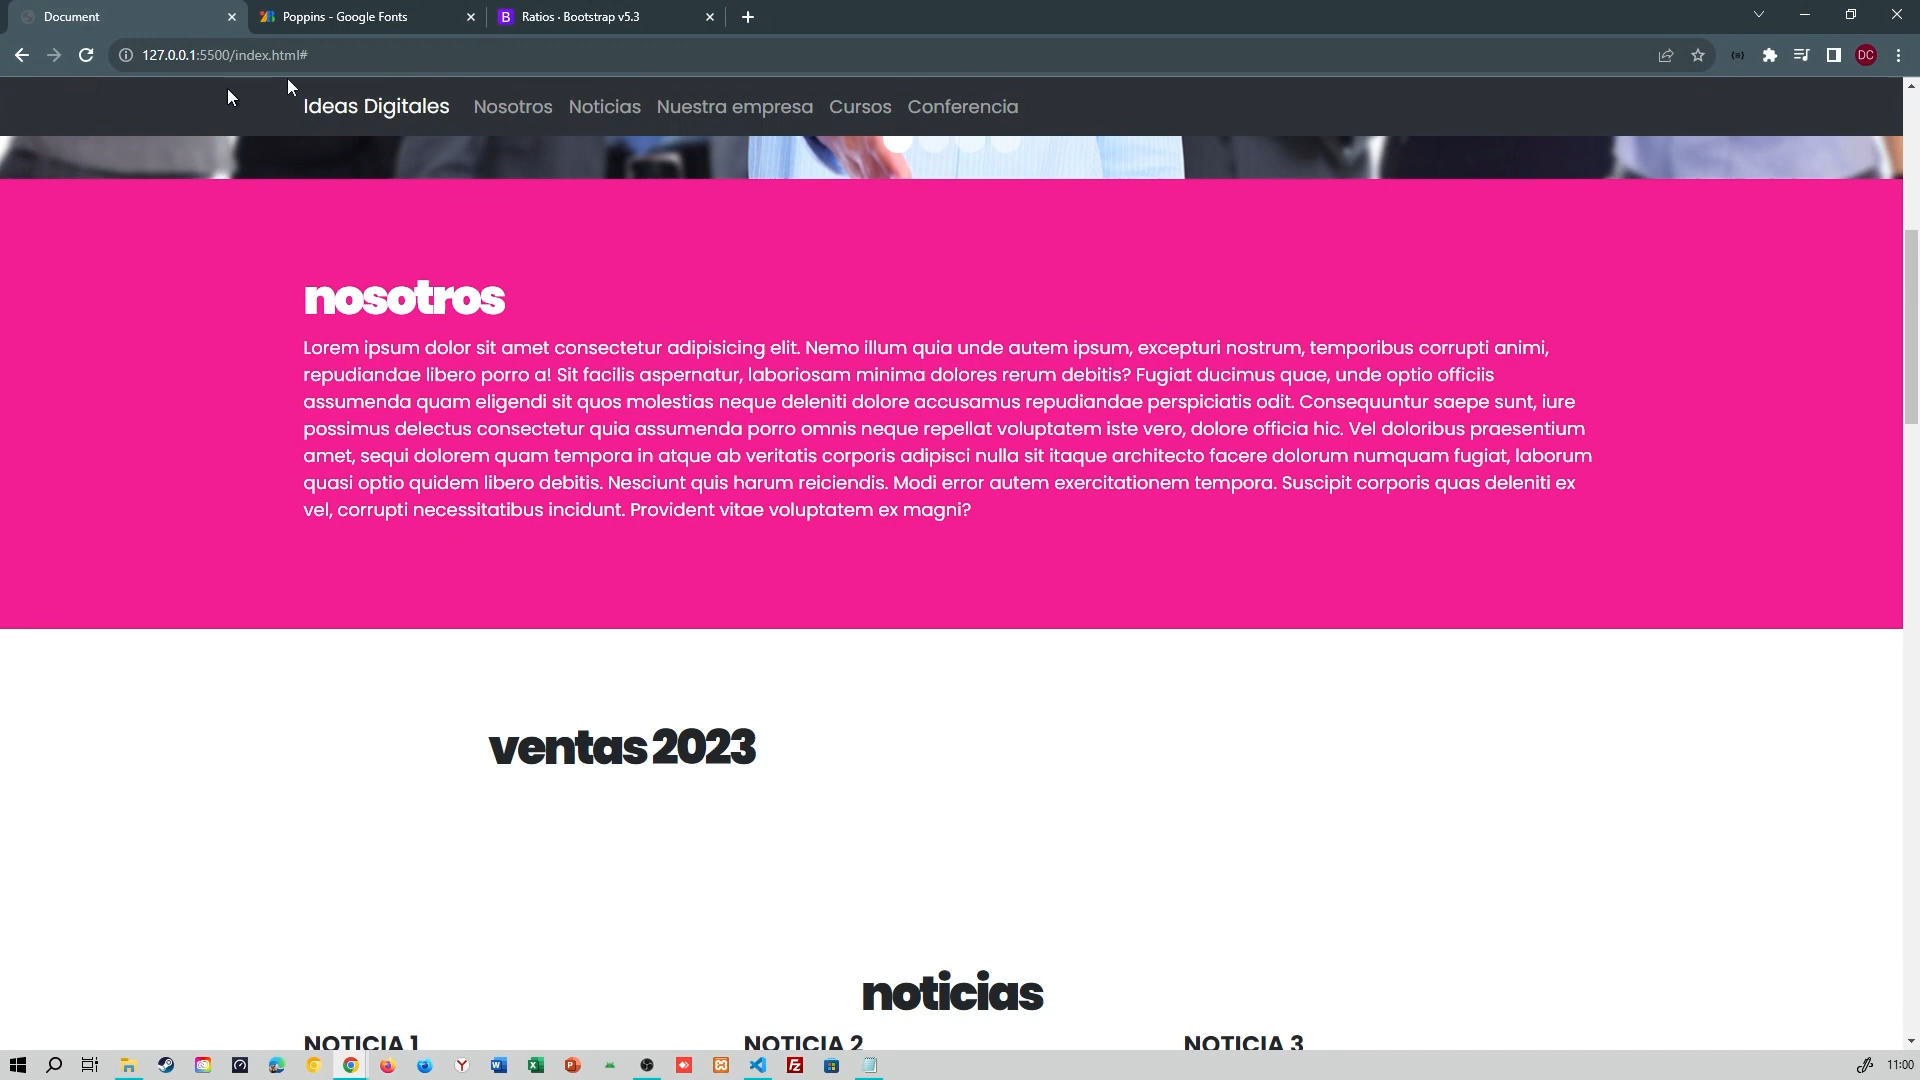 Document
Poppins - Google Fonts
B Ratios · Bootstrap v5.3
127.0.0.1:5500/index.html#
DC
Ideas Digitales Nosotros Noticias Nuestra empresa Cursos Conferencia
nosotros
Lorem ipsum dolor sit amet consectetur adipisicing elit. Nemo illum quia unde autem ipsum, excepturi nostrum, temporibus corrupti animi,
repudiandae libero porro a! Sit facilis aspernatur, laboriosam minima dolores rerum debitis? Fugiat ducimus quae, unde optio officiis
assumenda quam eligendi sit quos molestias neque deleniti dolore accusamus repudiandae perspiciatis odit. Consequuntur saepe sunt, iure
possimus delectus consectetur quia assumenda porro omnis neque repellat voluptatem iste vero, dolore officia hic. Vel doloribus praesentium
amet, sequi dolorem quam tempora in atque ab veritatis corporis adipisci nulla sit itaque architecto facere dolorum numquam fugiat, laborum
quasi optio quidem libero debitis. Nesciunt quis harum reiciendis. Modi error autem exercitationem tempora. Suscipit corporis quas deleniti ex
vel, corrupti necessitatibus incidunt. Provident vitae voluptatem ex magni?
ventas 2023
noticias
NOTICIA 1 NOTICIA 2 NOTICIA 3
11:00